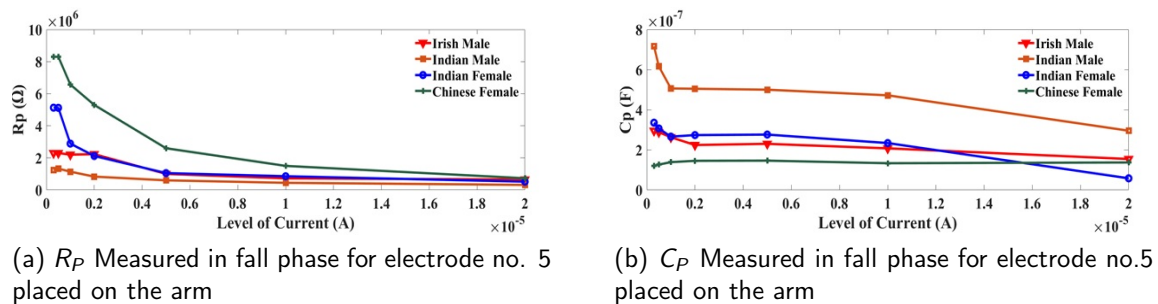 ×10⁶
10
8
6
4
2
0
Rp (Ω)
Irish Male
Indian Male
Indian Female
Chinese Female
0 0.2 0.4 0.6 0.8 1 1.2 1.4 1.6 1.8 2
Level of Current (A)
×10⁻⁵
(a) R_P Measured in fall phase for electrode no. 5
placed on the arm
×10⁻⁷
8
6
4
2
0
Cp (F)
Irish Male
Indian Male
Indian Female
Chinese Female
0 0.2 0.4 0.6 0.8 1 1.2 1.4 1.6 1.8 2
Level of Current (A)
×10⁻⁵
(b) C_P Measured in fall phase for electrode no.5
placed on the arm